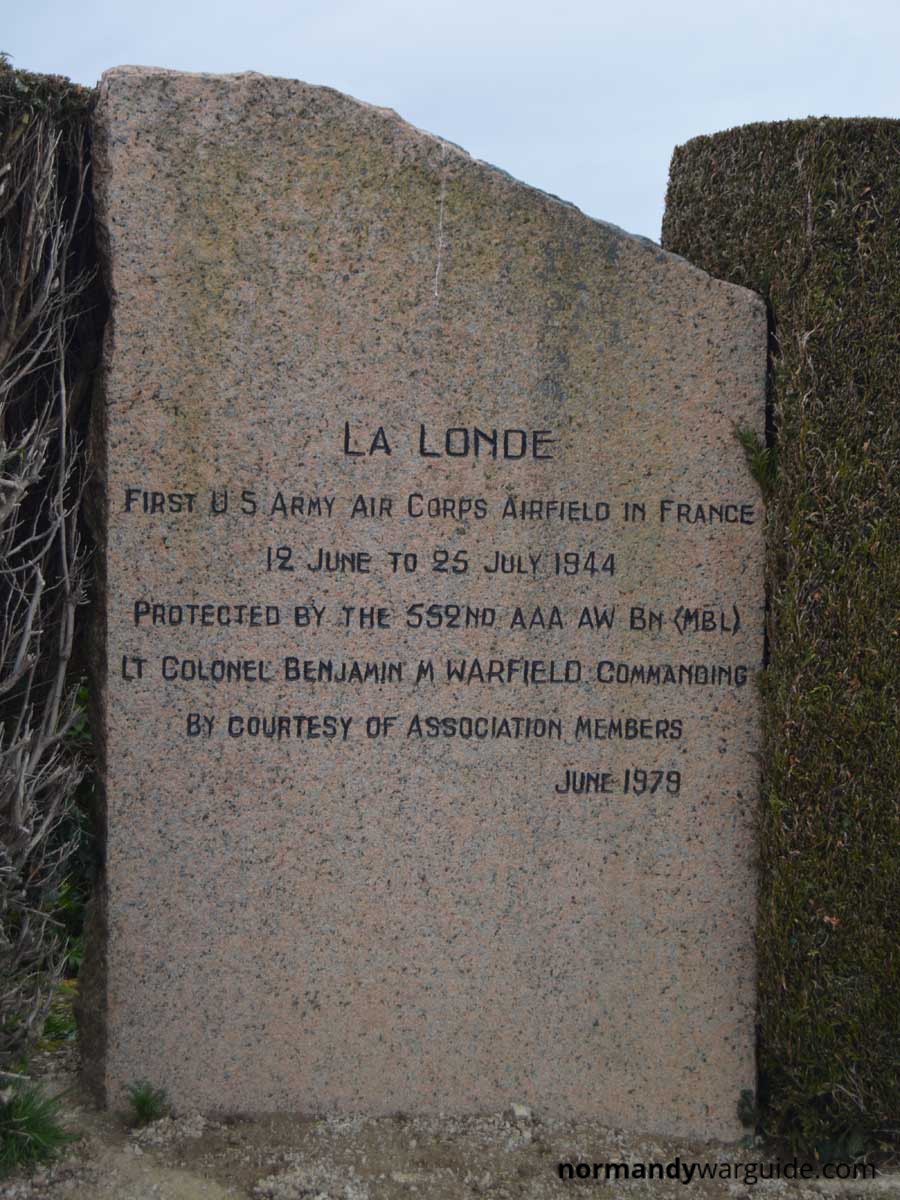 LA LONDE
FIRST U S ARMY AIR CORPS AIRFIELD IN FRANCE
12 JUNE TO 25 JULY 1944
PROTECTED BY THE 552ND AAA AW BN (MBL)
LT COLONEL BENJAMIN M WARFIELD COMMANDING
BY COURTESY OF ASSOCIATION MEMBERS
JUNE 1979
normandywarguide.com